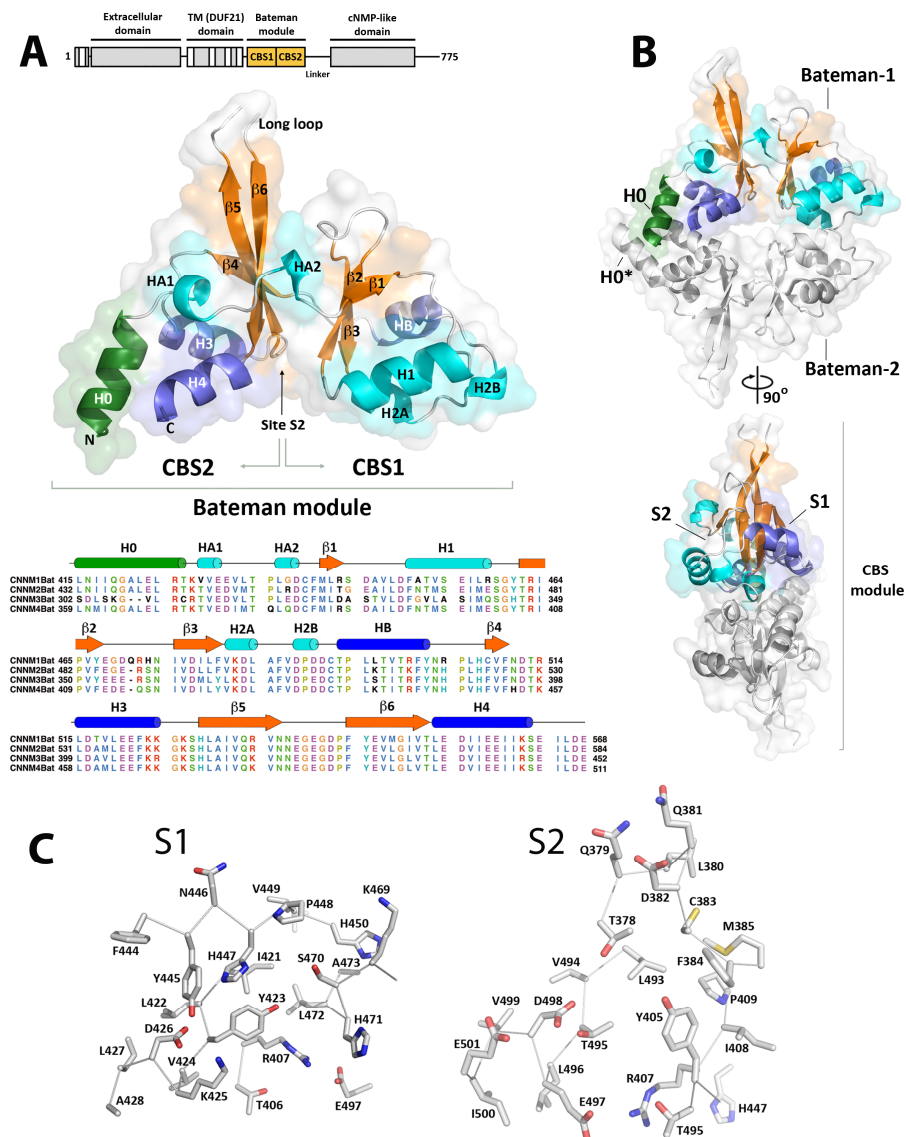 A
Extracellular domain
TM (DUF21) domain
Bateman module
cNMP-like domain
1
CBS1
CBS2
775
Linker
Long loop
β6
β5
β4
HA2
HA1
β2
β1
β3
HB
H3
H1
H4
H2B
H0
H2A
N
C
Site S2
CBS2
CBS1
Bateman module
B
Bateman-1
H0
H0*
Bateman-2
90o
S1
S2
CBS module
H0 HA1 HA2 β1 H1
CNNM1Bat 415 LNIIQGALEL RTKVVEEVLT PLGDCFMLRS DAVLDFATVS EILRSGYTRI 464
CNNM2Bat 432 LNIIQGALEL RTKTVEDVMT PLRDCFMITG EAILDFNTMS EIMESGYTRI 481
CNNM3Bat 302 SDLSKG-VL RCRTVEDVLT PLEDCFMLDA STVLDFGVLA SIMQSGHTRI 349
CNNM4Bat 359 LNMIQGALEL RTKTVEDIMT QLQDCFMIRS DAILDFNTMS EIMESGYTRI 408
β2 β3 H2A H2B HB β4
CNNM1Bat 465 PVYEGDQRHN IVDILFVKDL AFVDPDDCTP LLTVTRFYNR PLHCVFNDTR 514
CNNM2Bat 482 PVFEGE-RSN IVDLLFVKDL AFVDPDDCTP LKTITKFYNH PLHFVFNDTK 530
CNNM3Bat 350 PVYEEE-RSN IVDMLYLKDL AFVDPEDCTP LSTITRFYNH PLHFVFNDTK 398
CNNM4Bat 409 PVFEDE-QSN IVDILYVKDL AFVDPDDCTP LKTITRFYNH PVHFVFHDTK 457
H3 β5 β6 H4
CNNM1Bat 515 LDTVLEEFKK GKSHLAIVQR VNNEGEGDPF YEVMGIVTLE DIIEEIIKSE ILDE 568
CNNM2Bat 531 LDAMLEEFKK GKSHLAIVQR VNNEGEGDPF YEVLGIVTLE DVIEEIIKSE ILDE 584
CNNM3Bat 399 LDAVLEEFKR GKSHLAIVQK VNNEGEGDPF YEVLGLVTLE DVIEEIIRSE ILDE 452
CNNM4Bat 458 LDAMLEEFKK GKSHLAIVQK VNNEGEGDPF YEVLGIVTLE DVIEEIIKSE ILDE 511
C
S1
N446
V449
P448
K469
H450
F444
H447
I421
S470
A473
Y445
L422
Y423
L472
H471
D426
L427
V424
R407
K425
A428
T406
E497
S2
Q381
Q379
L380
D382
C383
T378
M385
F384
V494
L493
P409
V499
D498
Y405
E501
T495
I408
L496
R407
I500
E497
H447
T495